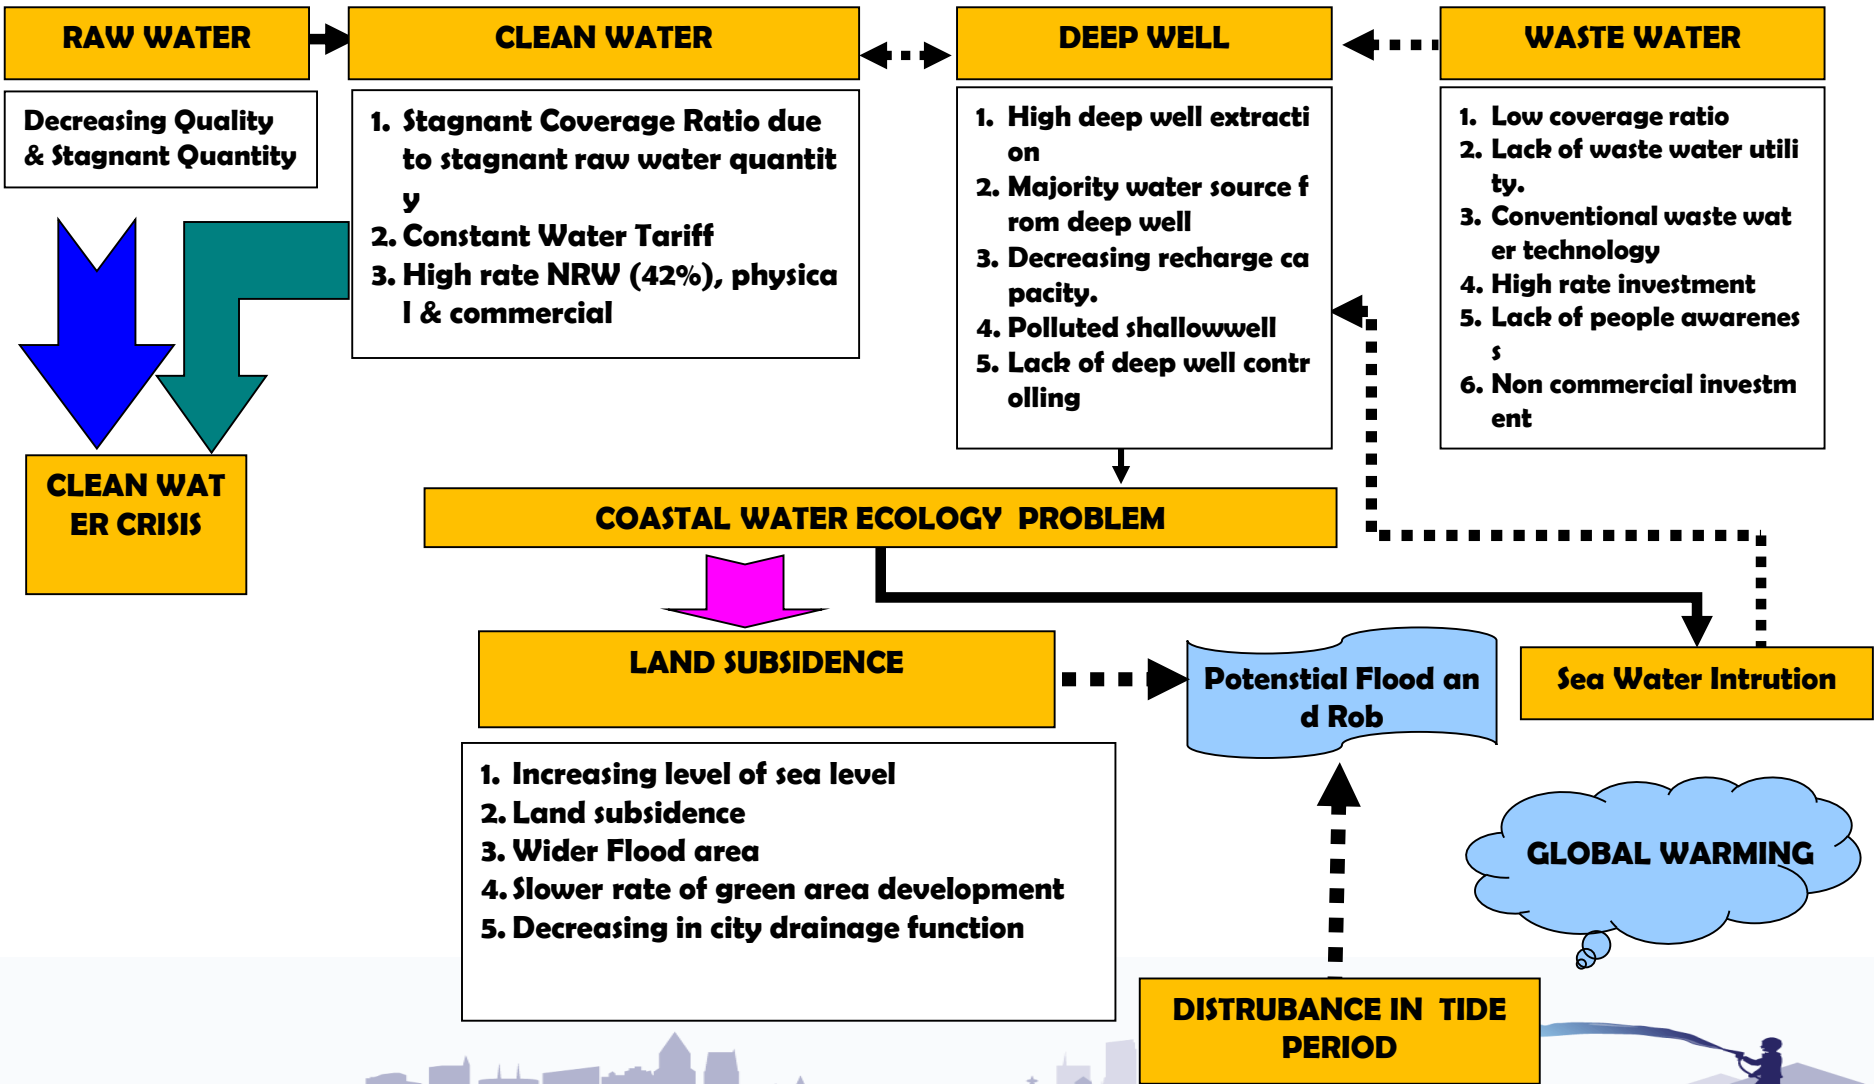 RAW WATER
CLEAN WATER
DEEP WELL
WASTE WATER
Decreasing Quality
& Stagnant Quantity
1. Stagnant Coverage Ratio due
to stagnant raw water quantit
y
2. Constant Water Tariff
3. High rate NRW (42%), physica
l & commercial
1. High deep well extracti
on
2. Majority water source f
rom deep well
3. Decreasing recharge ca
pacity.
4. Polluted shallowwell
5. Lack of deep well contr
olling
1. Low coverage ratio
2. Lack of waste water utili
ty.
3. Conventional waste wat
er technology
4. High rate investment
5. Lack of people awarenes
s
6. Non commercial investm
ent
CLEAN WAT
ER CRISIS
COASTAL WATER ECOLOGY PROBLEM
LAND SUBSIDENCE
Potenstial Flood an
d Rob
Sea Water Intrution
1. Increasing level of sea level
2. Land subsidence
3. Wider Flood area
4. Slower rate of green area development
5. Decreasing in city drainage function
GLOBAL WARMING
DISTRUBANCE IN TIDE
PERIOD